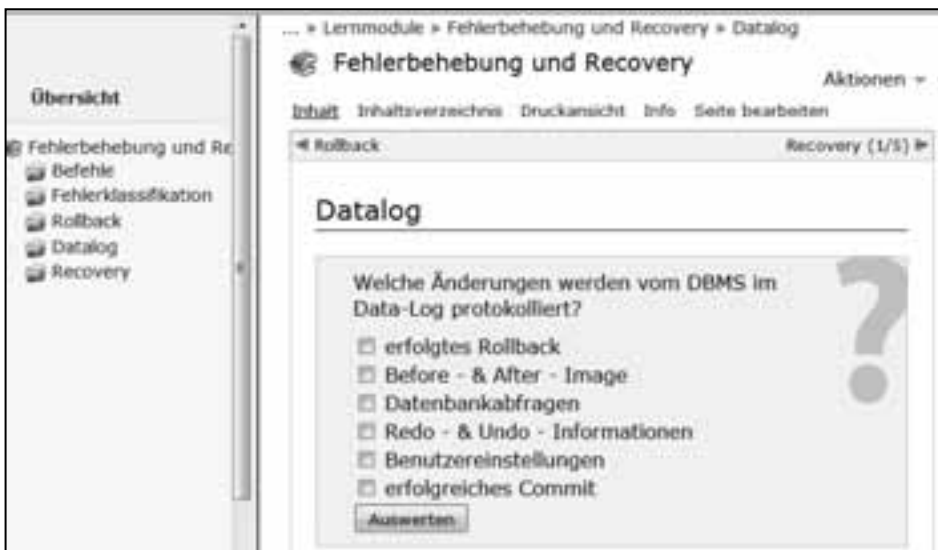 ... » Lernmodule » Fehlerbehebung und Recovery » Datalog
Fehlerbehebung und Recovery
Aktionen
Inhalt Inhaltsverzeichnis Druckansicht Info Seite bearbeiten
Rollback Recovery (1/5)
Übersicht
Fehlerbehebung und Re
Befehle
Fehlerklassifikation
Rollback
Datalog
Recovery
Datalog
Welche Änderungen werden vom DBMS im
Data-Log protokolliert?
erfolgtes Rollback
Before - & After - Image
Datenbankabfragen
Redo - & Undo - Informationen
Benutzereinstellungen
erfolgreiches Commit
Auswerten
?